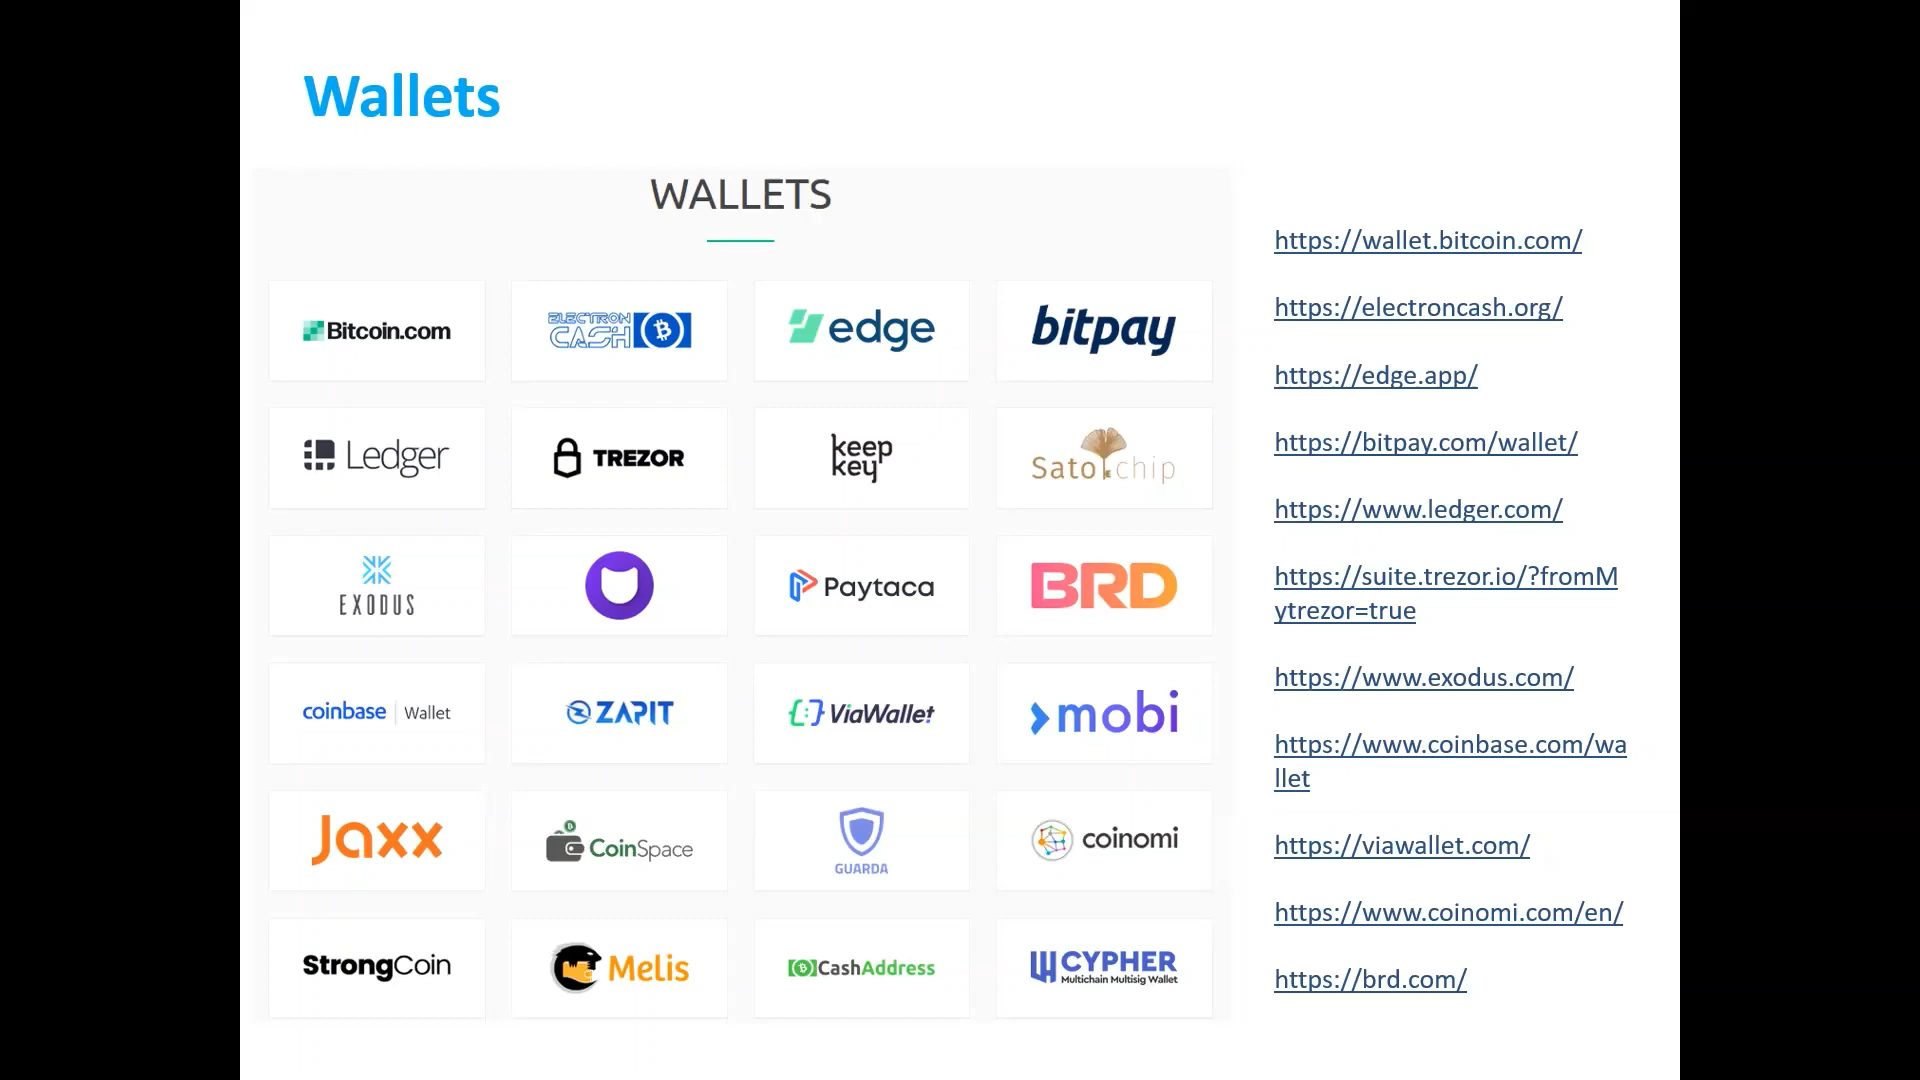 Wallets
WALLETS
Bitcoin.com
ELECTRON
CASH
edge
bitpay
Ledger
TREZOR
keep
key
Satochip
EXODUS
Paytaca
BRD
coinbase | Wallet
ZAPIT
ViaWallet
mobi
Jaxx
CoinSpace
GUARDA
coinomi
StrongCoin
Melis
CashAddress
CYPHER
Multichain Multisig Wallet
https://wallet.bitcoin.com/
https://electroncash.org/
https://edge.app/
https://bitpay.com/wallet/
https://www.ledger.com/
https://suite.trezor.io/?fromM
ytrezor=true
https://www.exodus.com/
https://www.coinbase.com/wa
llet
https://viawallet.com/
https://www.coinomi.com/en/
https://brd.com/